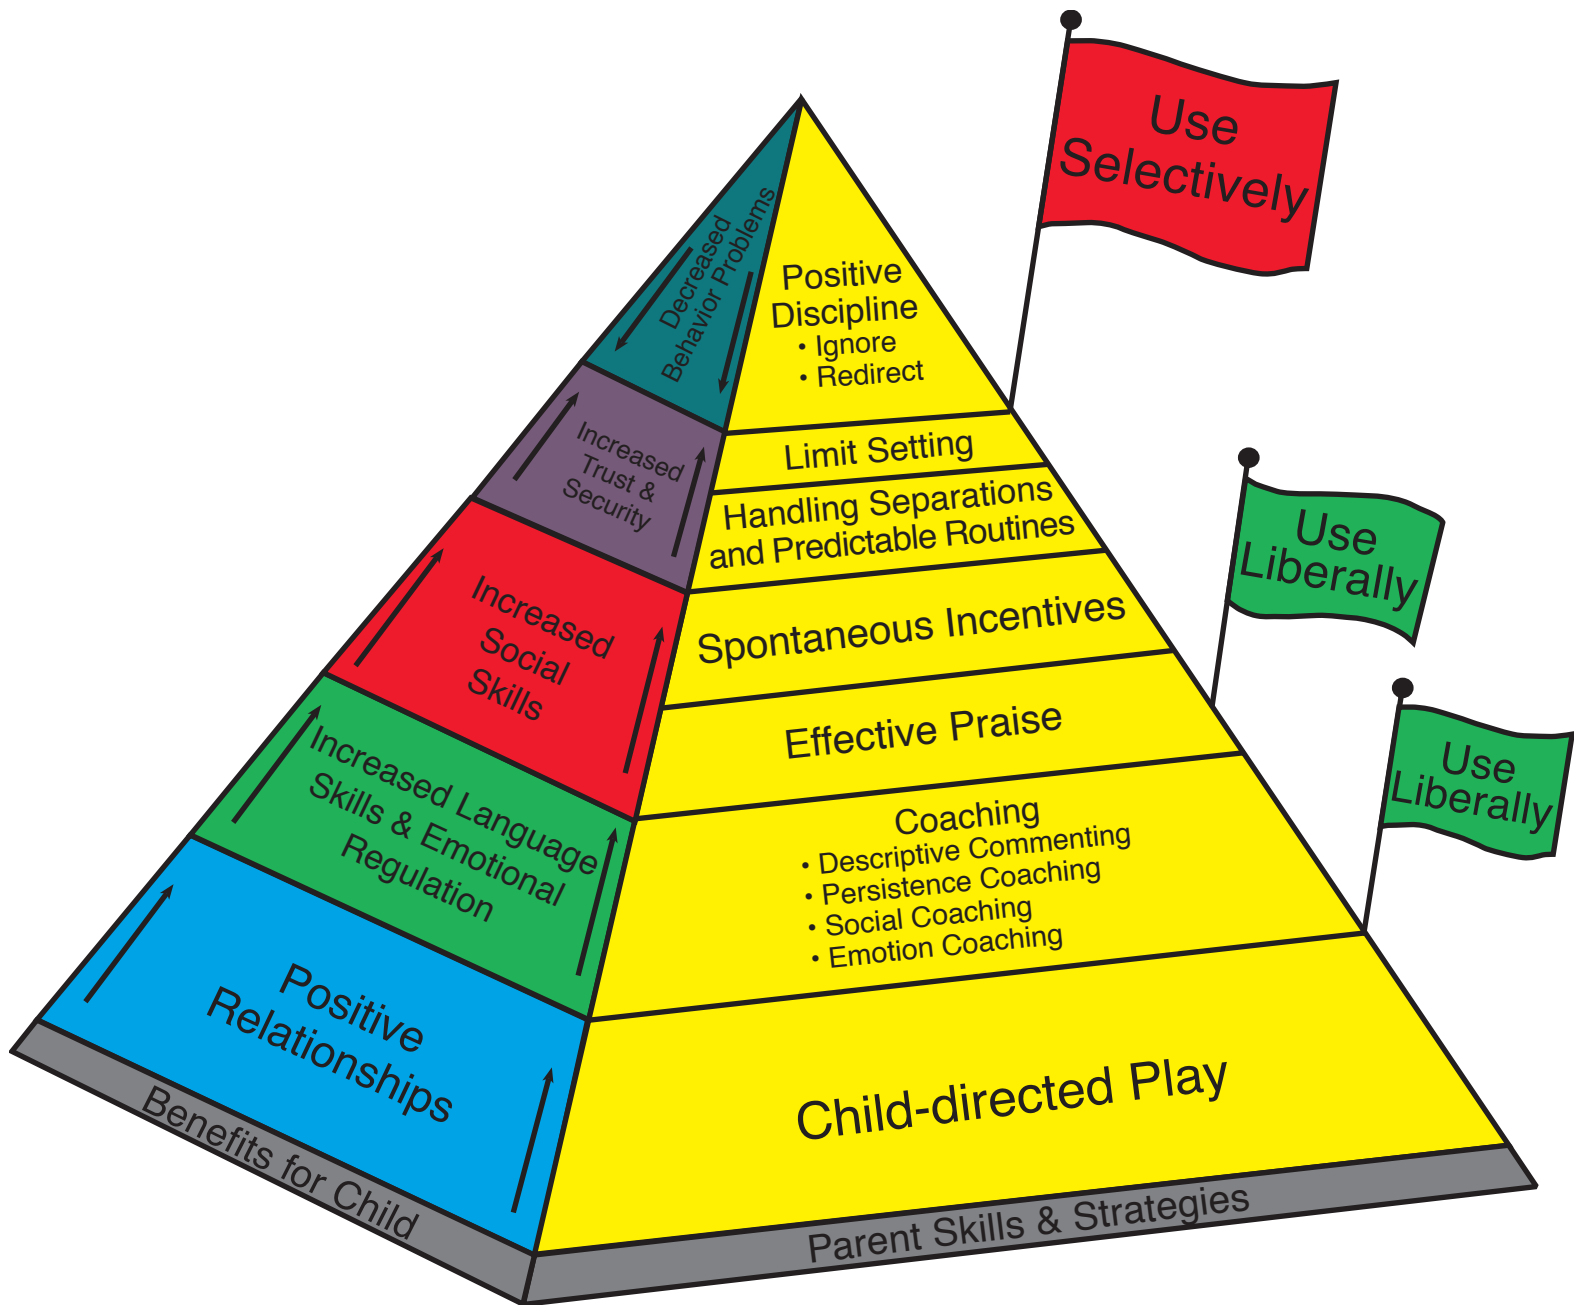 Use
Selectively
Decreased
Behavior Problems
Positive
Discipline
• Ignore
• Redirect
Increased
Trust &
Security
Limit Setting
Handling Separations
and Predictable Routines
Use
Liberally
Increased
Social
Skills
Spontaneous Incentives
Effective Praise
Use
Liberally
Increased Language
Skills & Emotional
Regulation
Coaching
• Descriptive Commenting
• Persistence Coaching
• Social Coaching
• Emotion Coaching
Positive
Relationships
Child-directed Play
Benefits for Child
Parent Skills & Strategies